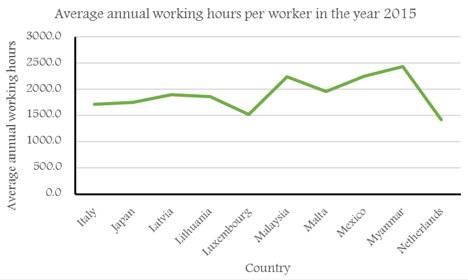 Average annual working hours per worker in the year 2015
Average annual working hours
3000.0
2500.0
2000.0
1500.0
1000.0
500.0
0.0
Italy
Japan
Latvia
Lithuania
Luxembourg
Malaysia
Malta
Mexico
Myanmar
Netherlands
Country